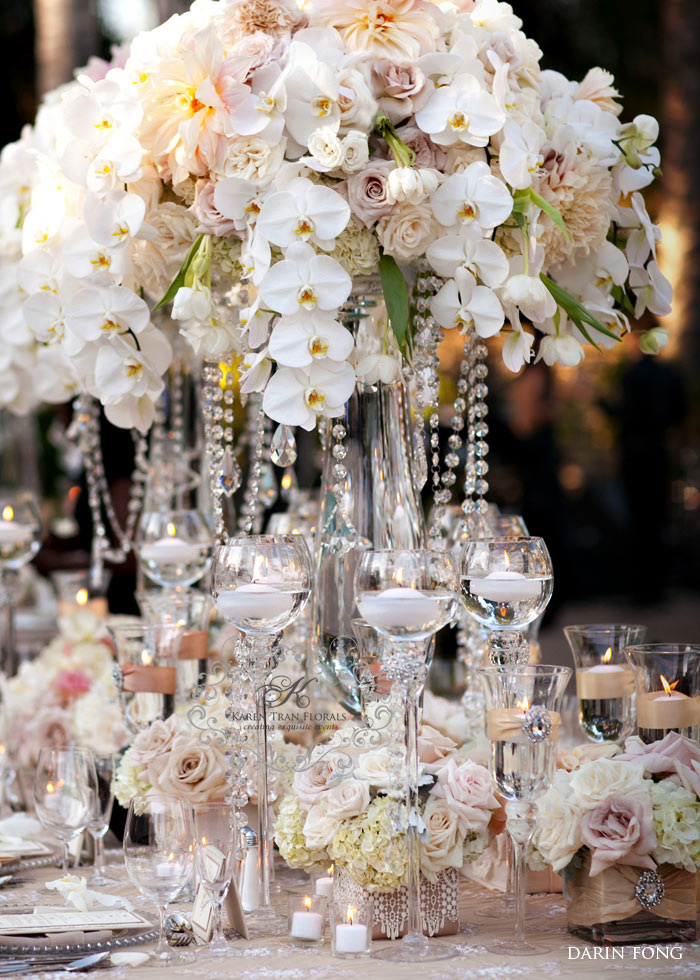 KAREN TRAN FLORALS
creating exquisite events
DARIN FONG